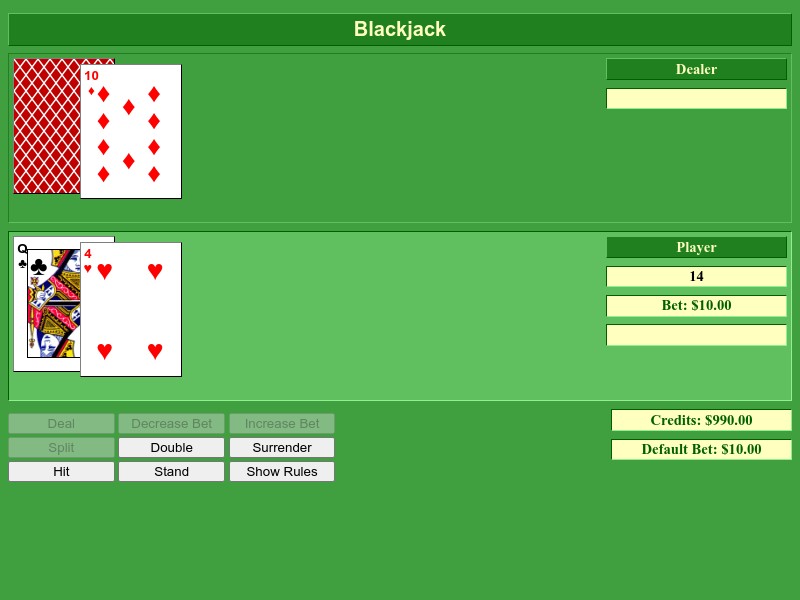 Blackjack
10
Dealer
Q
4
Player
14
Bet: $10.00
Deal
Decrease Bet
Increase Bet
Credits: $990.00
Split
Double
Surrender
Default Bet: $10.00
Hit
Stand
Show Rules